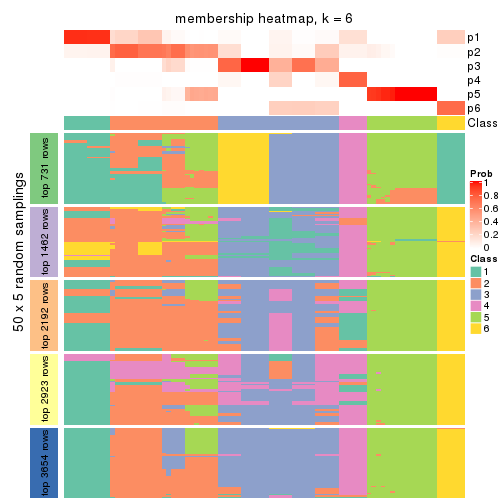 membership heatmap, k = 6
p1
p2
p3
p4
p5
p6
Class
50 x 5 random samplings
top 731 rows
top 1462 rows
top 2192 rows
top 2923 rows
top 3654 rows
Prob
1
0.8
0.6
0.4
0.2
0
Class
1
2
3
4
5
6